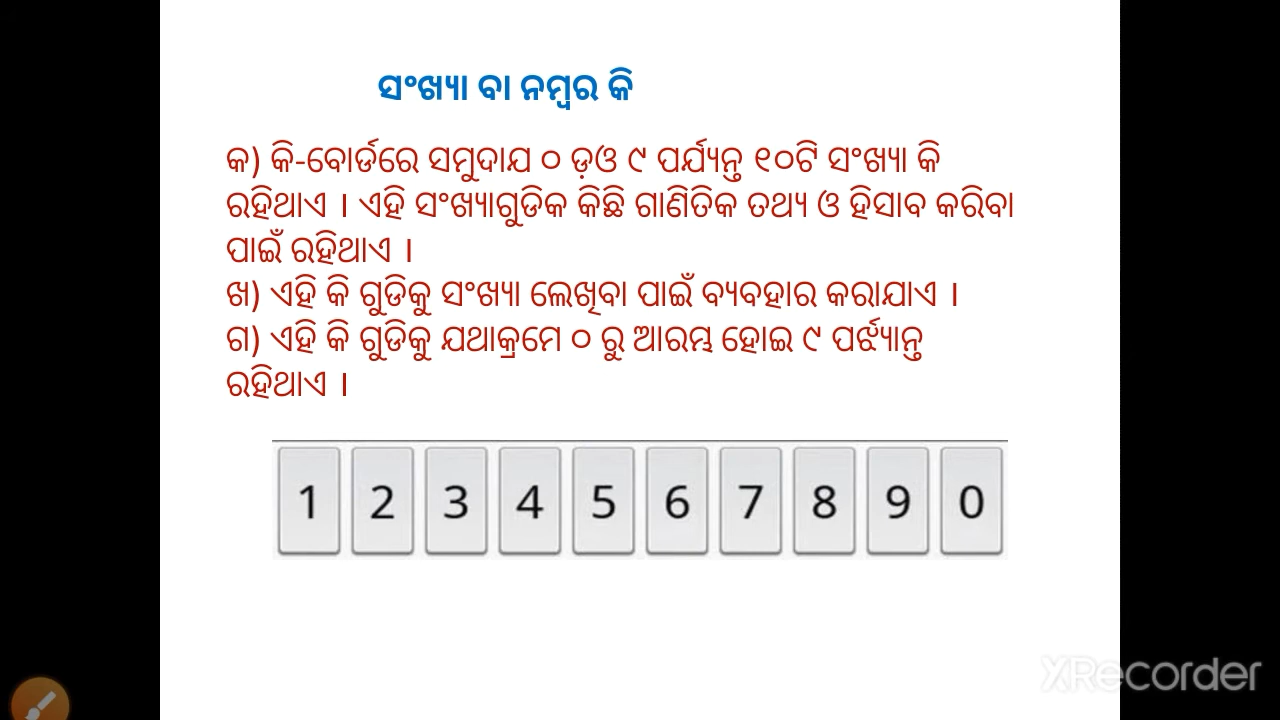 ସଂଖ୍ୟା ବା ନମ୍ବର କି
କ) କି-ବୋର୍ଡରେ ସମୁଦାଯ ୦ ଡ଼ଓ ୯ ପର୍ଯ୍ୟନ୍ତ ୧୦ଟି ସଂଖ୍ୟା କି
ରହିଥାଏ । ଏହି ସଂଖ୍ୟାଗୁଡିକ କିଛି ଗାଣିତିକ ତଥ୍ୟ ଓ ହିସାବ କରିବା
ପାଇଁ ରହିଥାଏ ।
ଖ) ଏହି କି ଗୁଡିକୁ ସଂଖ୍ୟା ଲେଖିବା ପାଇଁ ବ୍ୟବହାର କରାଯାଏ ।
ଗ) ଏହି କି ଗୁଡିକୁ ଯଥାକ୍ରମେ ୦ ରୁ ଆରମ୍ଭ ହୋଇ ୯ ପର୍ଝ୍ୟାନ୍ତ
ରହିଥାଏ ।
1 2 3 4 5 6 7 8 9 0
XRecorder